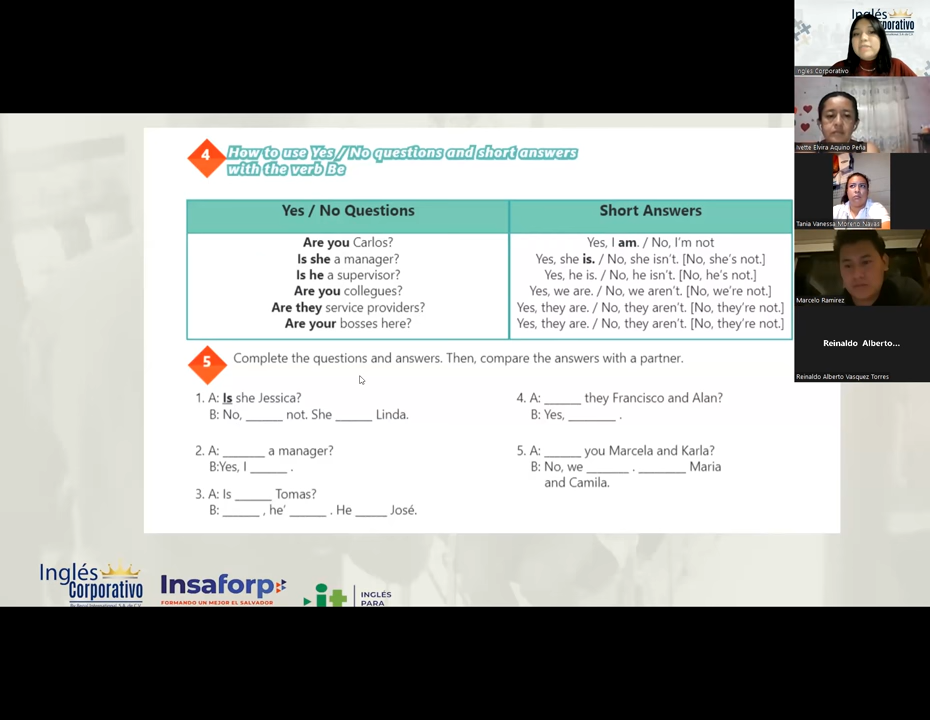 4
How to use Yes / No questions and short answers
with the verb Be
Yes / No Questions
Short Answers
Are you Carlos?
Yes, I am. / No, I'm not
Is she a manager?
Yes, she is. / No, she isn't. [No, she's not.]
Is he a supervisor?
Yes, he is. / No, he isn't. [No, he's not.]
Are you collegues?
Yes, we are. / No, we aren't. [No, we're not.]
Are they service providers?
Yes, they are. / No, they aren't. [No, they're not.]
Are your bosses here?
Yes, they are. / No, they aren't. [No, they're not.]
5
Complete the questions and answers. Then, compare the answers with a partner.
1. A: Is she Jessica?
B: No, ______ not. She ______ Linda.
2. A: _______ a manager?
B:Yes, I ______ .
3. A: Is ______ Tomas?
B: ______ , he' ______ . He _____ José.
4. A: ______ they Francisco and Alan?
B: Yes, ________ .
5. A: ______ you Marcela and Karla?
B: No, we _______ . ________ Maria
and Camila.
Inglés
Corporativo
Insaforp
FORMANDO UN MEJOR EL SALVADOR
it
INGLÉS
PARA
Inglés
Corporativo
Ingles Corporativo
Ivette Elvira Aquino Peña
Tania Vanessa Moreno Navas
Marcelo Ramirez
Reinaldo Alberto...
Reinaldo Alberto Vasquez Torres